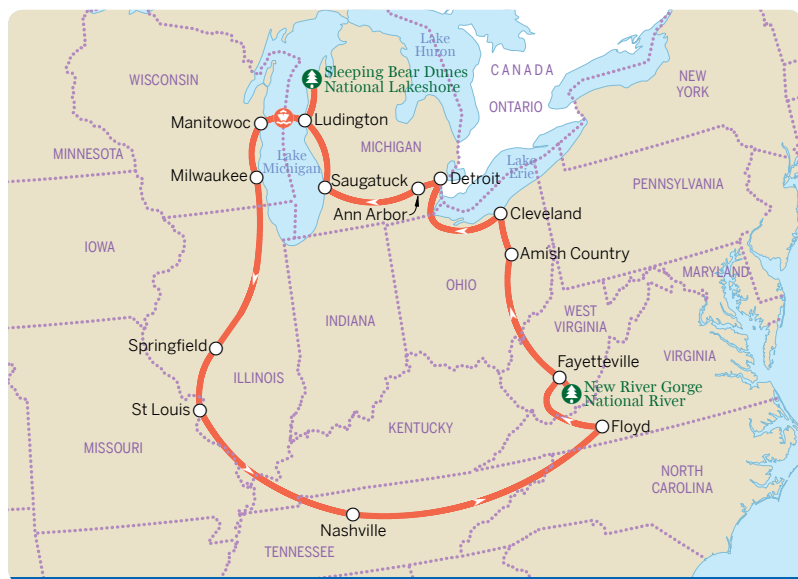 Lake
Huron
CANADA
WISCONSIN
Sleeping Bear Dunes
National Lakeshore
NEW
YORK
ONTARIO
Manitowoc
Ludington
MICHIGAN
MINNESOTA
Lake
Michigan
Lake
Erie
Milwaukee
Saugatuck
Detroit
PENNSYLVANIA
Ann Arbor
Cleveland
IOWA
Amish Country
MARYLAND
OHIO
WEST
VIRGINIA
INDIANA
Springfield
VIRGINIA
Fayetteville
ILLINOIS
New River Gorge
National River
St Louis
KENTUCKY
Floyd
MISSOURI
NORTH
CAROLINA
Nashville
TENNESSEE